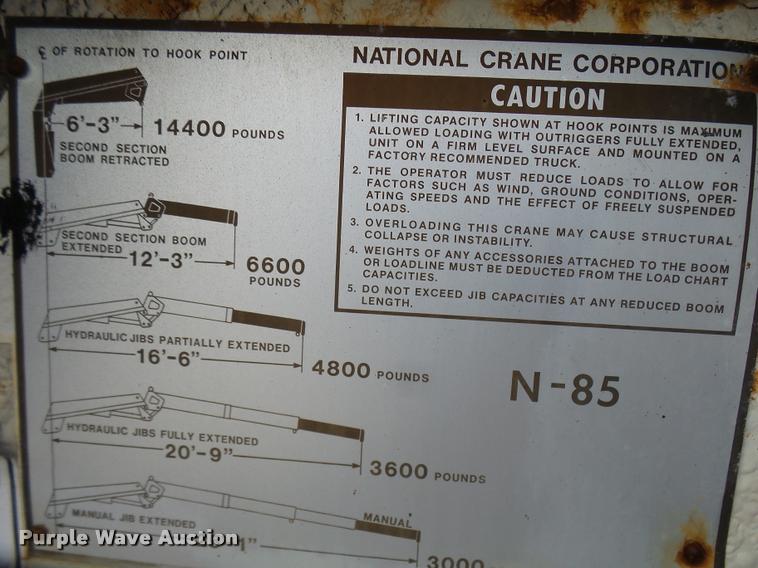 ℄ OF ROTATION TO HOOK POINT
6'-3" 14400 POUNDS
SECOND SECTION
BOOM RETRACTED
SECOND SECTION BOOM
EXTENDED
12'-3" 6600
POUNDS
HYDRAULIC JIBS PARTIALLY EXTENDED
16'-6"
4800 POUNDS
HYDRAULIC JIBS FULLY EXTENDED
20'-9"
3600 POUNDS
MANUAL JIB EXTENDED
MANUAL
1"
3000
NATIONAL CRANE CORPORATION
CAUTION
1. LIFTING CAPACITY SHOWN AT HOOK POINTS IS MAXIMUM
ALLOWED LOADING WITH OUTRIGGERS FULLY EXTENDED,
UNIT ON A FIRM LEVEL SURFACE AND MOUNTED ON A
FACTORY RECOMMENDED TRUCK.
2. THE OPERATOR MUST REDUCE LOADS TO ALLOW FOR
FACTORS SUCH AS WIND, GROUND CONDITIONS, OPER-
ATING SPEEDS AND THE EFFECT OF FREELY SUSPENDED
LOADS.
3. OVERLOADING THIS CRANE MAY CAUSE STRUCTURAL
COLLAPSE OR INSTABILITY.
4. WEIGHTS OF ANY ACCESSORIES ATTACHED TO THE BOOM
OR LOADLINE MUST BE DEDUCTED FROM THE LOAD CHART
CAPACITIES.
5. DO NOT EXCEED JIB CAPACITIES AT ANY REDUCED BOOM
LENGTH.
N-85
Purple Wave Auction